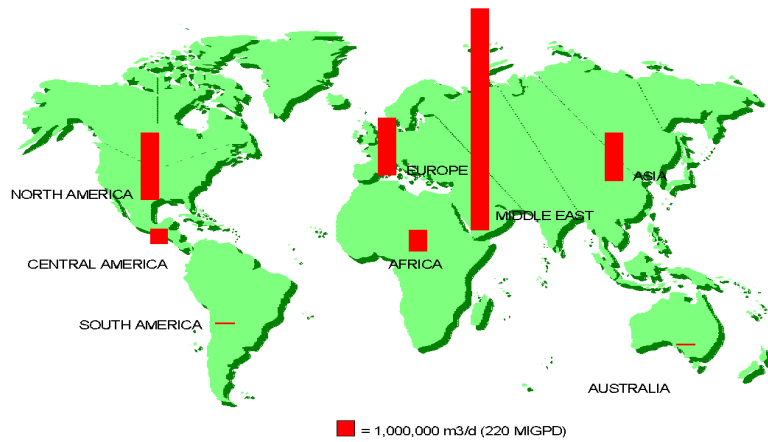 EUROPE
ASIA
NORTH AMERICA
MIDDLE EAST
CENTRAL AMERICA
AFRICA
SOUTH AMERICA
AUSTRALIA
= 1,000,000 m3/d (220 MIGPD)